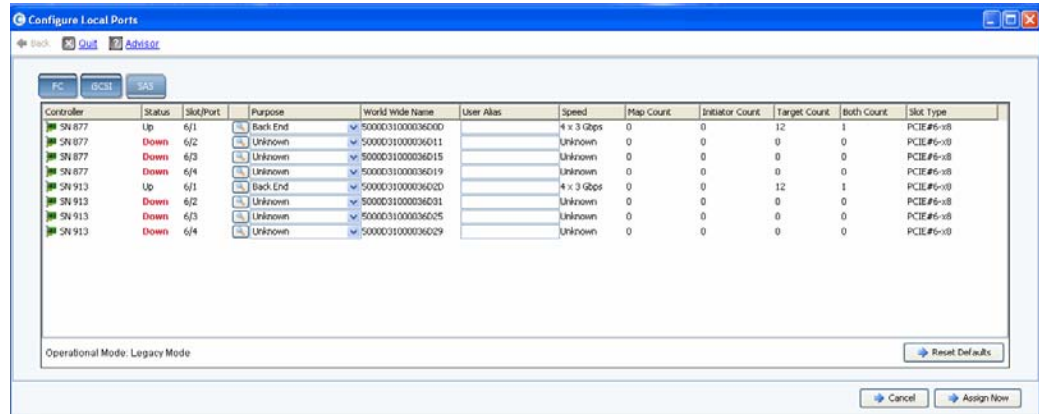 Configure Local Ports
Back Quit Advisor
FC iSCSI SAS
Controller Status Slot/Port Purpose World Wide Name User Alias Speed Map Count Initiator Count Target Count Both Count Slot Type
SN 877 Up 6/1 Back End 5000D31000036D0D 4 x 3 Gbps 0 0 12 1 PCIE#6-x8
SN 877 Down 6/2 Unknown 5000D31000036D11 Unknown 0 0 0 0 PCIE#6-x8
SN 877 Down 6/3 Unknown 5000D31000036D15 Unknown 0 0 0 0 PCIE#6-x8
SN 877 Down 6/4 Unknown 5000D31000036D19 Unknown 0 0 0 0 PCIE#6-x8
SN 913 Up 6/1 Back End 5000D31000036D2D 4 x 3 Gbps 0 0 12 1 PCIE#6-x8
SN 913 Down 6/2 Unknown 5000D31000036D31 Unknown 0 0 0 0 PCIE#6-x8
SN 913 Down 6/3 Unknown 5000D31000036D25 Unknown 0 0 0 0 PCIE#6-x8
SN 913 Down 6/4 Unknown 5000D31000036D29 Unknown 0 0 0 0 PCIE#6-x8
Operational Mode: Legacy Mode
Reset Defaults
Cancel Assign Now